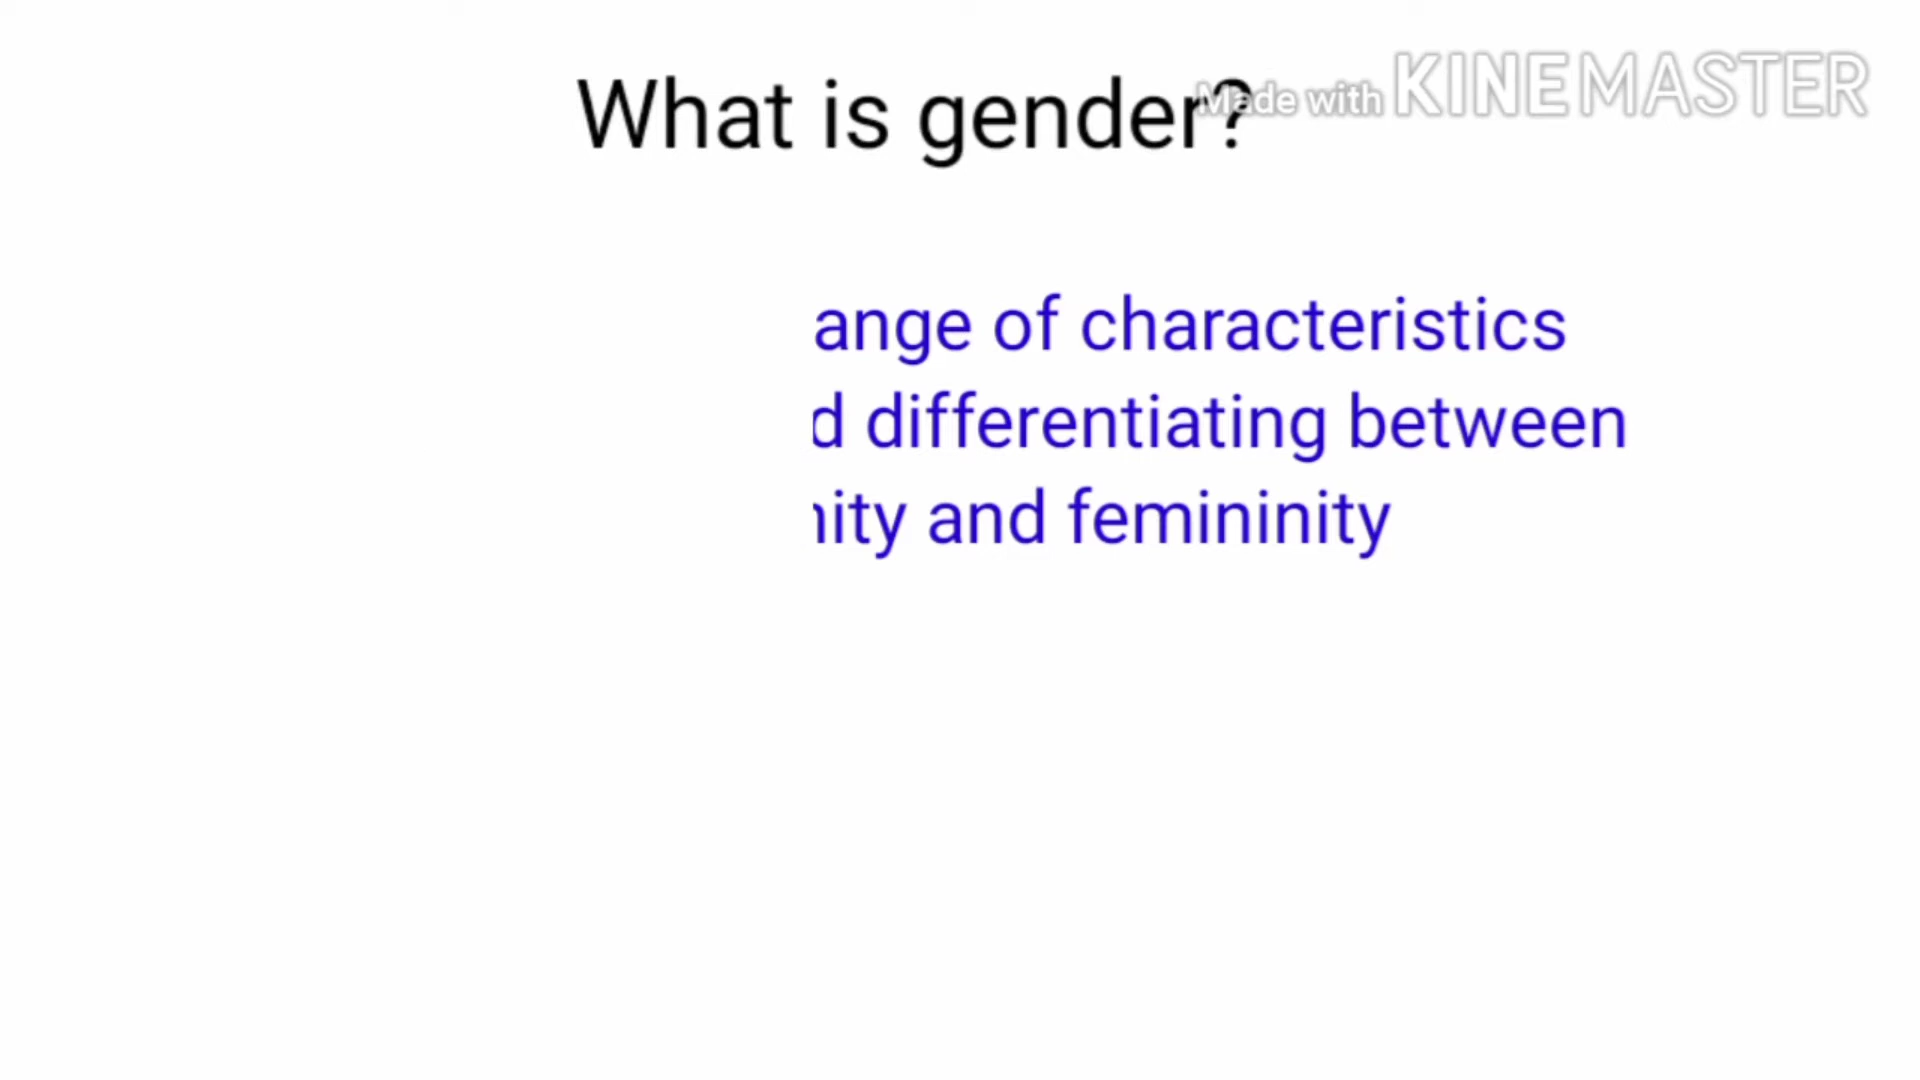 What is gender?
Made with KINEMASTER
ange of characteristics
d differentiating between
ity and femininity